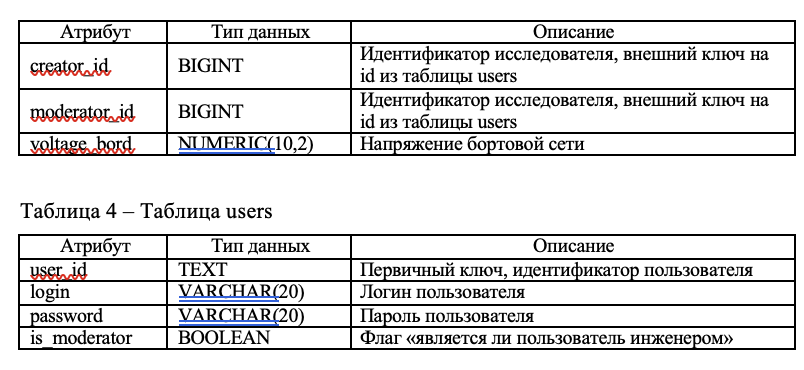 Атрибут Тип данных Описание
creator_id BIGINT Идентификатор исследователя, внешний ключ на
id из таблицы users
moderator_id BIGINT Идентификатор исследователя, внешний ключ на
id из таблицы users
voltage_bord NUMERIC(10,2) Напряжение бортовой сети
Таблица 4 – Таблица users
Атрибут Тип данных Описание
user_id TEXT Первичный ключ, идентификатор пользователя
login VARCHAR(20) Логин пользователя
password VARCHAR(20) Пароль пользователя
is_moderator BOOLEAN Флаг «является ли пользователь инженером»